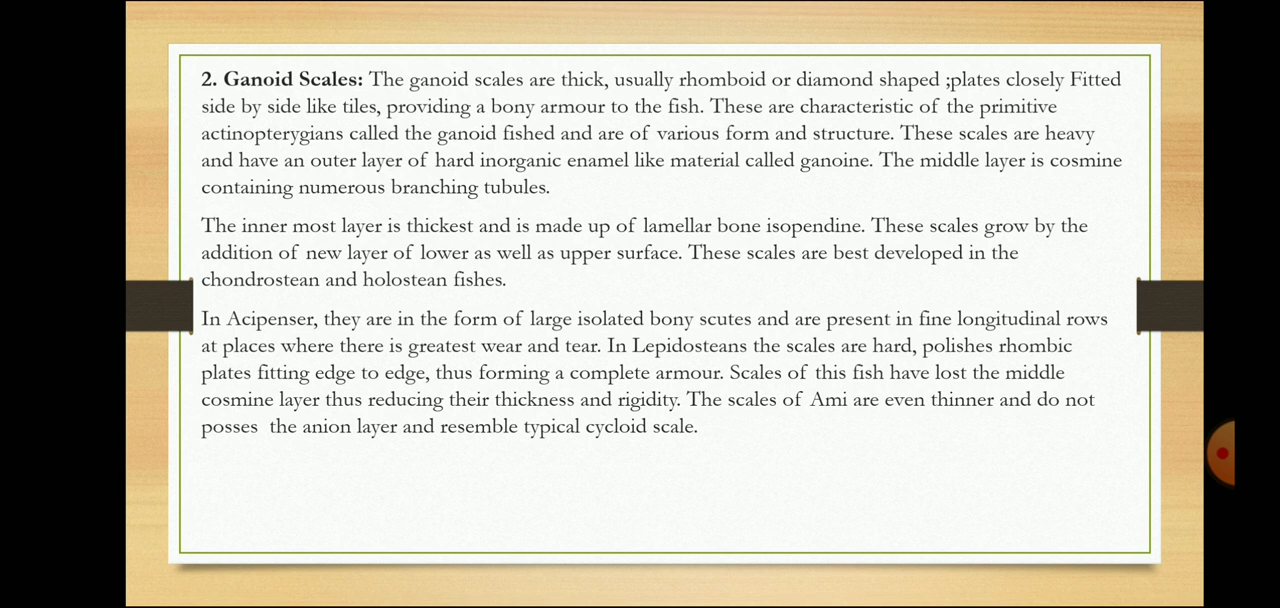 2. Ganoid Scales: The ganoid scales are thick, usually rhomboid or diamond shaped ;plates closely Fitted
side by side like tiles, providing a bony armour to the fish. These are characteristic of the primitive
actinopterygians called the ganoid fished and are of various form and structure. These scales are heavy
and have an outer layer of hard inorganic enamel like material called ganoine. The middle layer is cosmine
containing numerous branching tubules.
The inner most layer is thickest and is made up of lamellar bone isopendine. These scales grow by the
addition of new layer of lower as well as upper surface. These scales are best developed in the
chondrostean and holostean fishes.
In Acipenser, they are in the form of large isolated bony scutes and are present in fine longitudinal rows
at places where there is greatest wear and tear. In Lepidosteans the scales are hard, polishes rhombic
plates fitting edge to edge, thus forming a complete armour. Scales of this fish have lost the middle
cosmine layer thus reducing their thickness and rigidity. The scales of Ami are even thinner and do not
posses the anion layer and resemble typical cycloid scale.